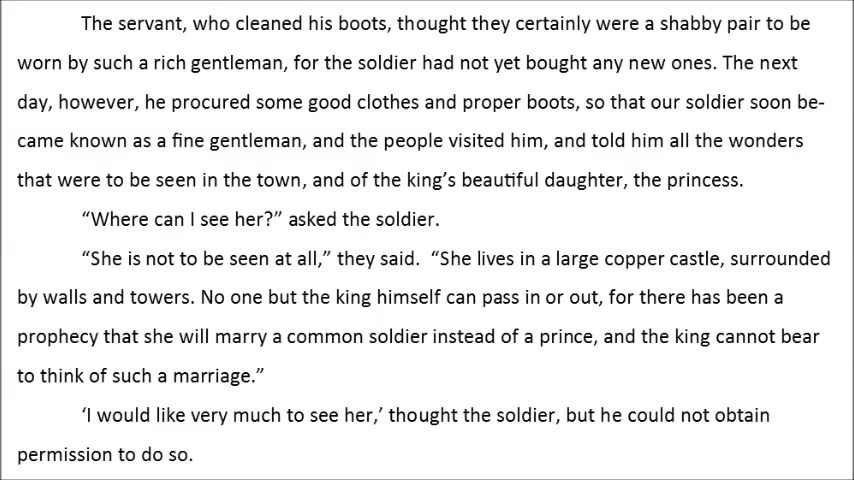 The servant, who cleaned his boots, thought they certainly were a shabby pair to be
worn by such a rich gentleman, for the soldier had not yet bought any new ones. The next
day, however, he procured some good clothes and proper boots, so that our soldier soon be-
came known as a fine gentleman, and the people visited him, and told him all the wonders
that were to be seen in the town, and of the king’s beautiful daughter, the princess.
“Where can I see her?” asked the soldier.
“She is not to be seen at all,” they said.  “She lives in a large copper castle, surrounded
by walls and towers. No one but the king himself can pass in or out, for there has been a
prophecy that she will marry a common soldier instead of a prince, and the king cannot bear
to think of such a marriage.”
‘I would like very much to see her,’ thought the soldier, but he could not obtain
permission to do so.